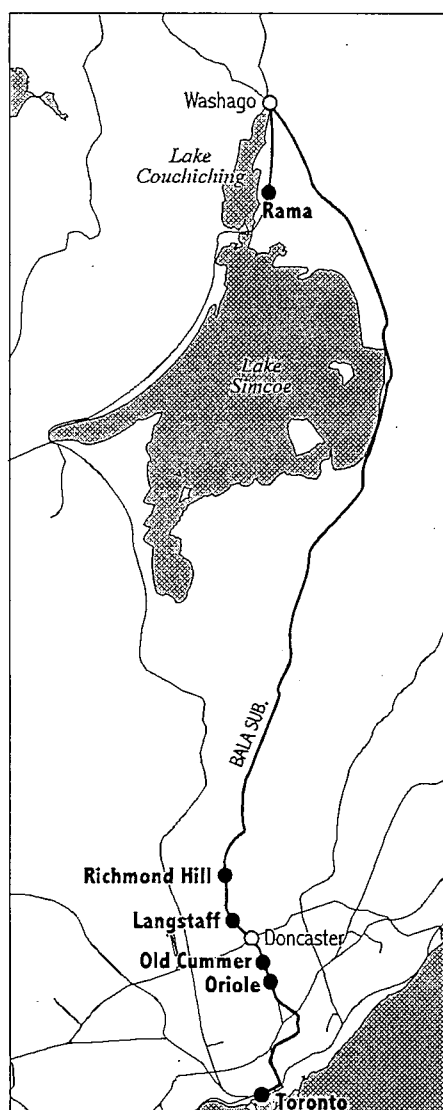 Washago
Lake
Couchiching
Rama
Lake
Simcoe
BALA SUB.
Richmond Hill
Langstaff
Doncaster
Old Cummer
Oriole
Toronto